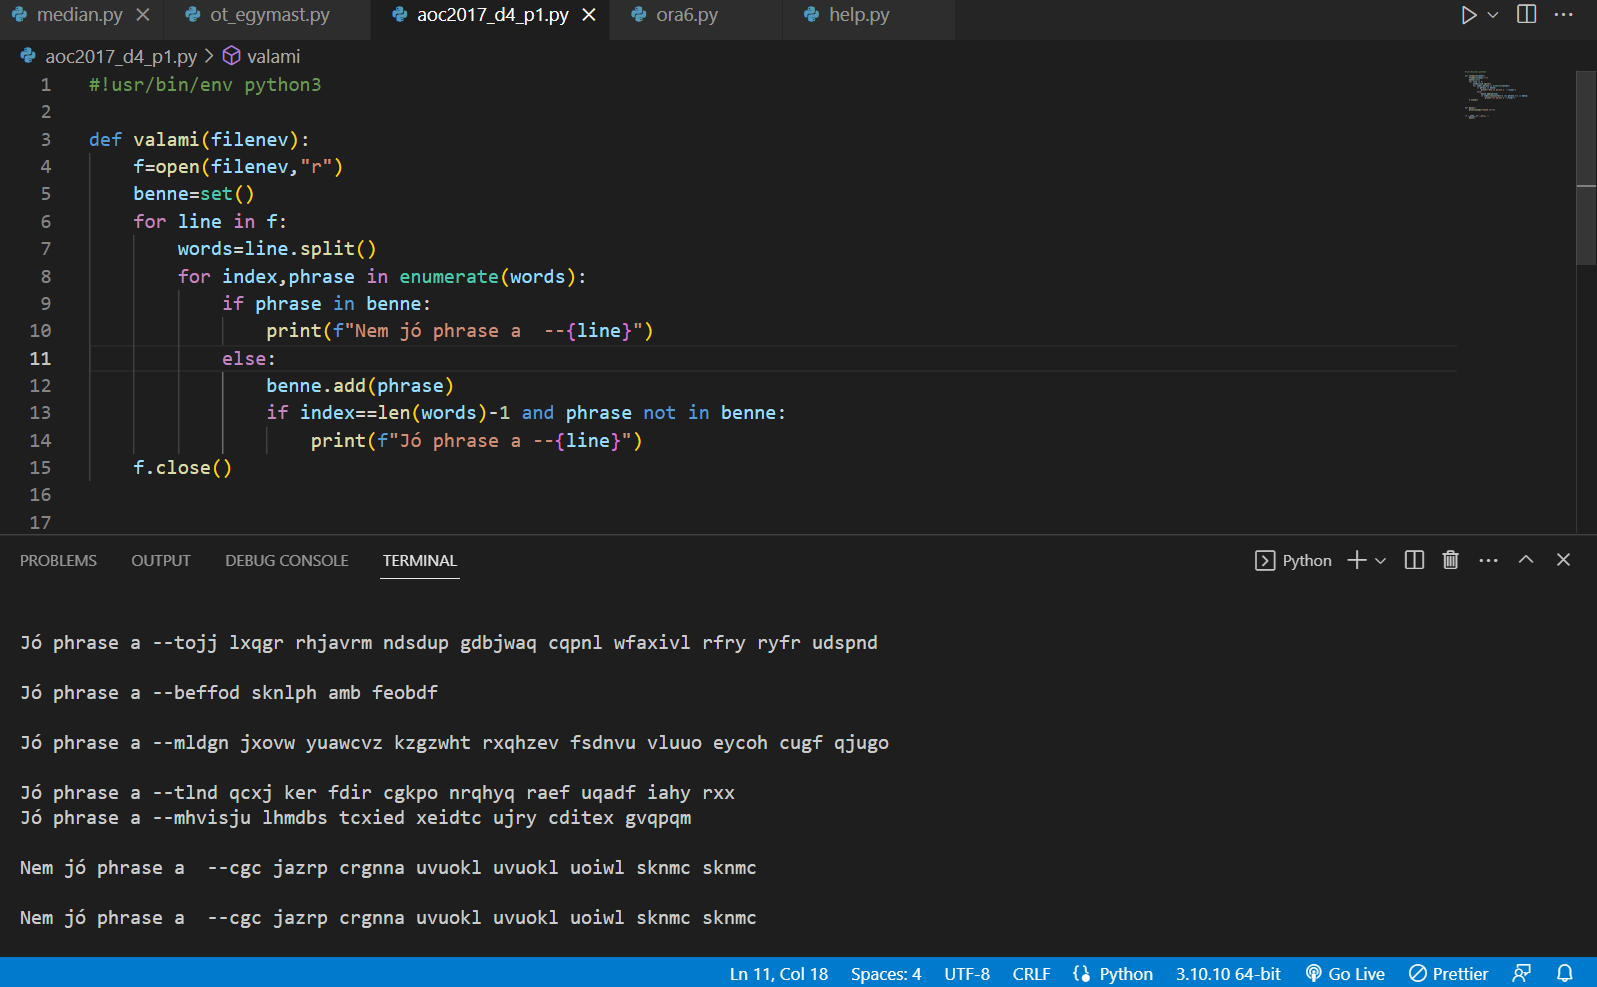 median.py ot_egymast.py aoc2017_d4_p1.py ora6.py help.py
aoc2017_d4_p1.py > valami
1 #!usr/bin/env python3
2
3 def valami(filenev):
4 f=open(filenev,"r")
5 benne=set()
6 for line in f:
7 words=line.split()
8 for index,phrase in enumerate(words):
9 if phrase in benne:
10 print(f"Nem jó phrase a  --{line}")
11 else:
12 benne.add(phrase)
13 if index==len(words)-1 and phrase not in benne:
14 print(f"Jó phrase a --{line}")
15 f.close()
16
17
PROBLEMS OUTPUT DEBUG CONSOLE TERMINAL Python
Jó phrase a --tojj lxqgr rhjavrm ndsdup gdbjwaq cqpnl wfaxivl rfry ryfr udspnd
Jó phrase a --beffod sknlph amb feobdf
Jó phrase a --mldgn jxovw yuawcvz kzgzwht rxqhzev fsdnvu vluuo eycoh cugf qjugo
Jó phrase a --tlnd qcxj ker fdir cgkpo nrqhyq raef uqadf iahy rxx
Jó phrase a --mhvisju lhmdbs tcxied xeidtc ujry cditex gvqpqm
Nem jó phrase a  --cgc jazrp crgnna uvuokl uvuokl uoiwl sknmc sknmc
Nem jó phrase a  --cgc jazrp crgnna uvuokl uvuokl uoiwl sknmc sknmc
Ln 11, Col 18 Spaces: 4 UTF-8 CRLF Python 3.10.10 64-bit Go Live Prettier